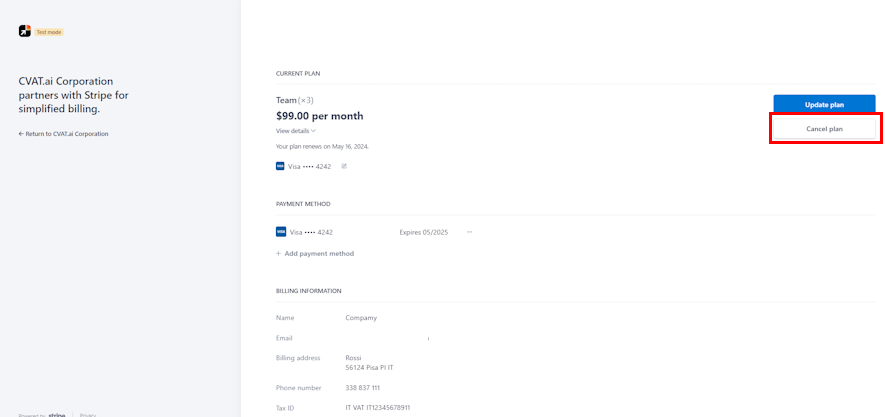 Test mode
CVAT.ai Corporation
partners with Stripe for
simplified billing.
← Return to CVAT.ai Corporation
Powered by stripe | Privacy
CURRENT PLAN
Team (×3)
$99.00 per month
View details
Your plan renews on May 16, 2024.
VISA Visa •••• 4242
Update plan
Cancel plan
PAYMENT METHOD
VISA Visa •••• 4242 Expires 05/2025 ···
+ Add payment method
BILLING INFORMATION
Name Compamy
Email
Billing address Rossi
56124 Pisa PI IT
Phone number 338 837 111
Tax ID IT VAT IT12345678911